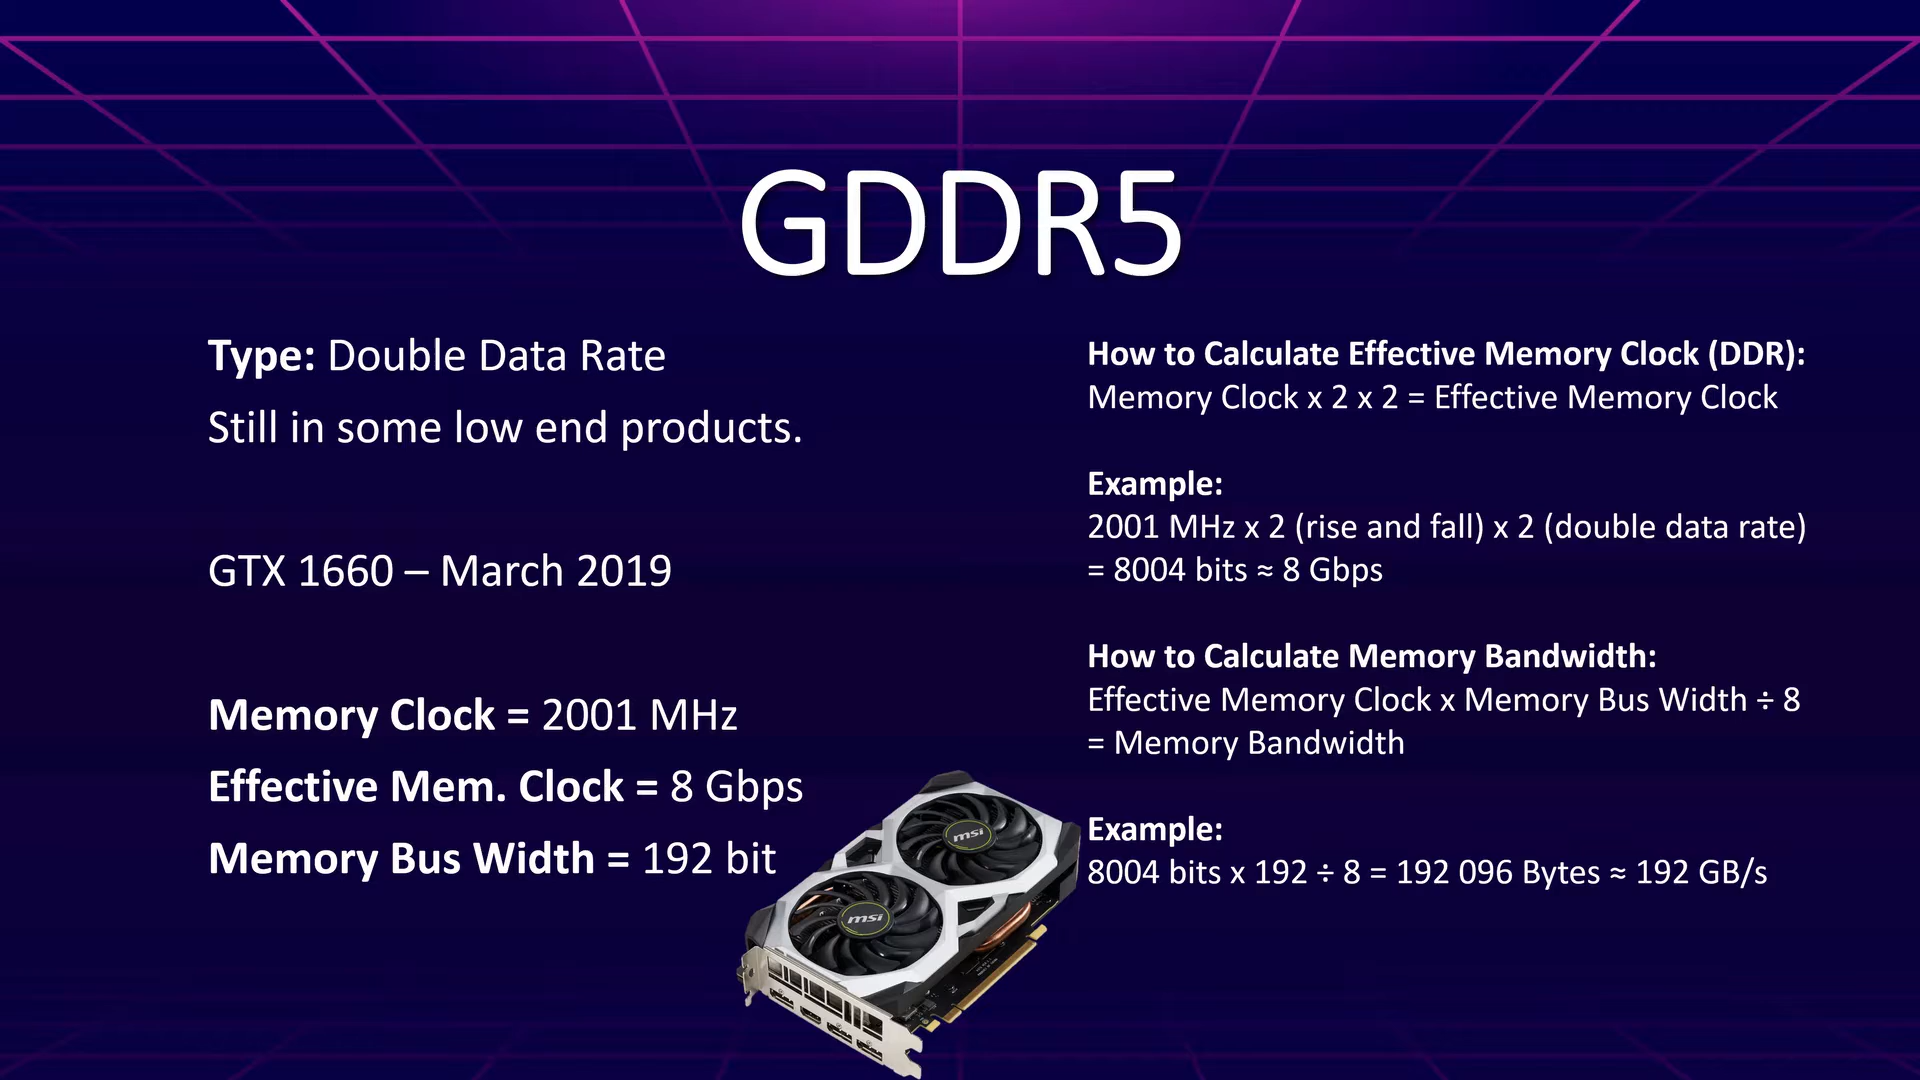 GDDR5
Type: Double Data Rate
Still in some low end products.
GTX 1660 – March 2019
Memory Clock = 2001 MHz
Effective Mem. Clock = 8 Gbps
Memory Bus Width = 192 bit
How to Calculate Effective Memory Clock (DDR):
Memory Clock x 2 x 2 = Effective Memory Clock
Example:
2001 MHz x 2 (rise and fall) x 2 (double data rate)
= 8004 bits ≈ 8 Gbps
How to Calculate Memory Bandwidth:
Effective Memory Clock x Memory Bus Width ÷ 8
= Memory Bandwidth
Example:
8004 bits x 192 ÷ 8 = 192 096 Bytes ≈ 192 GB/s
msi
msi